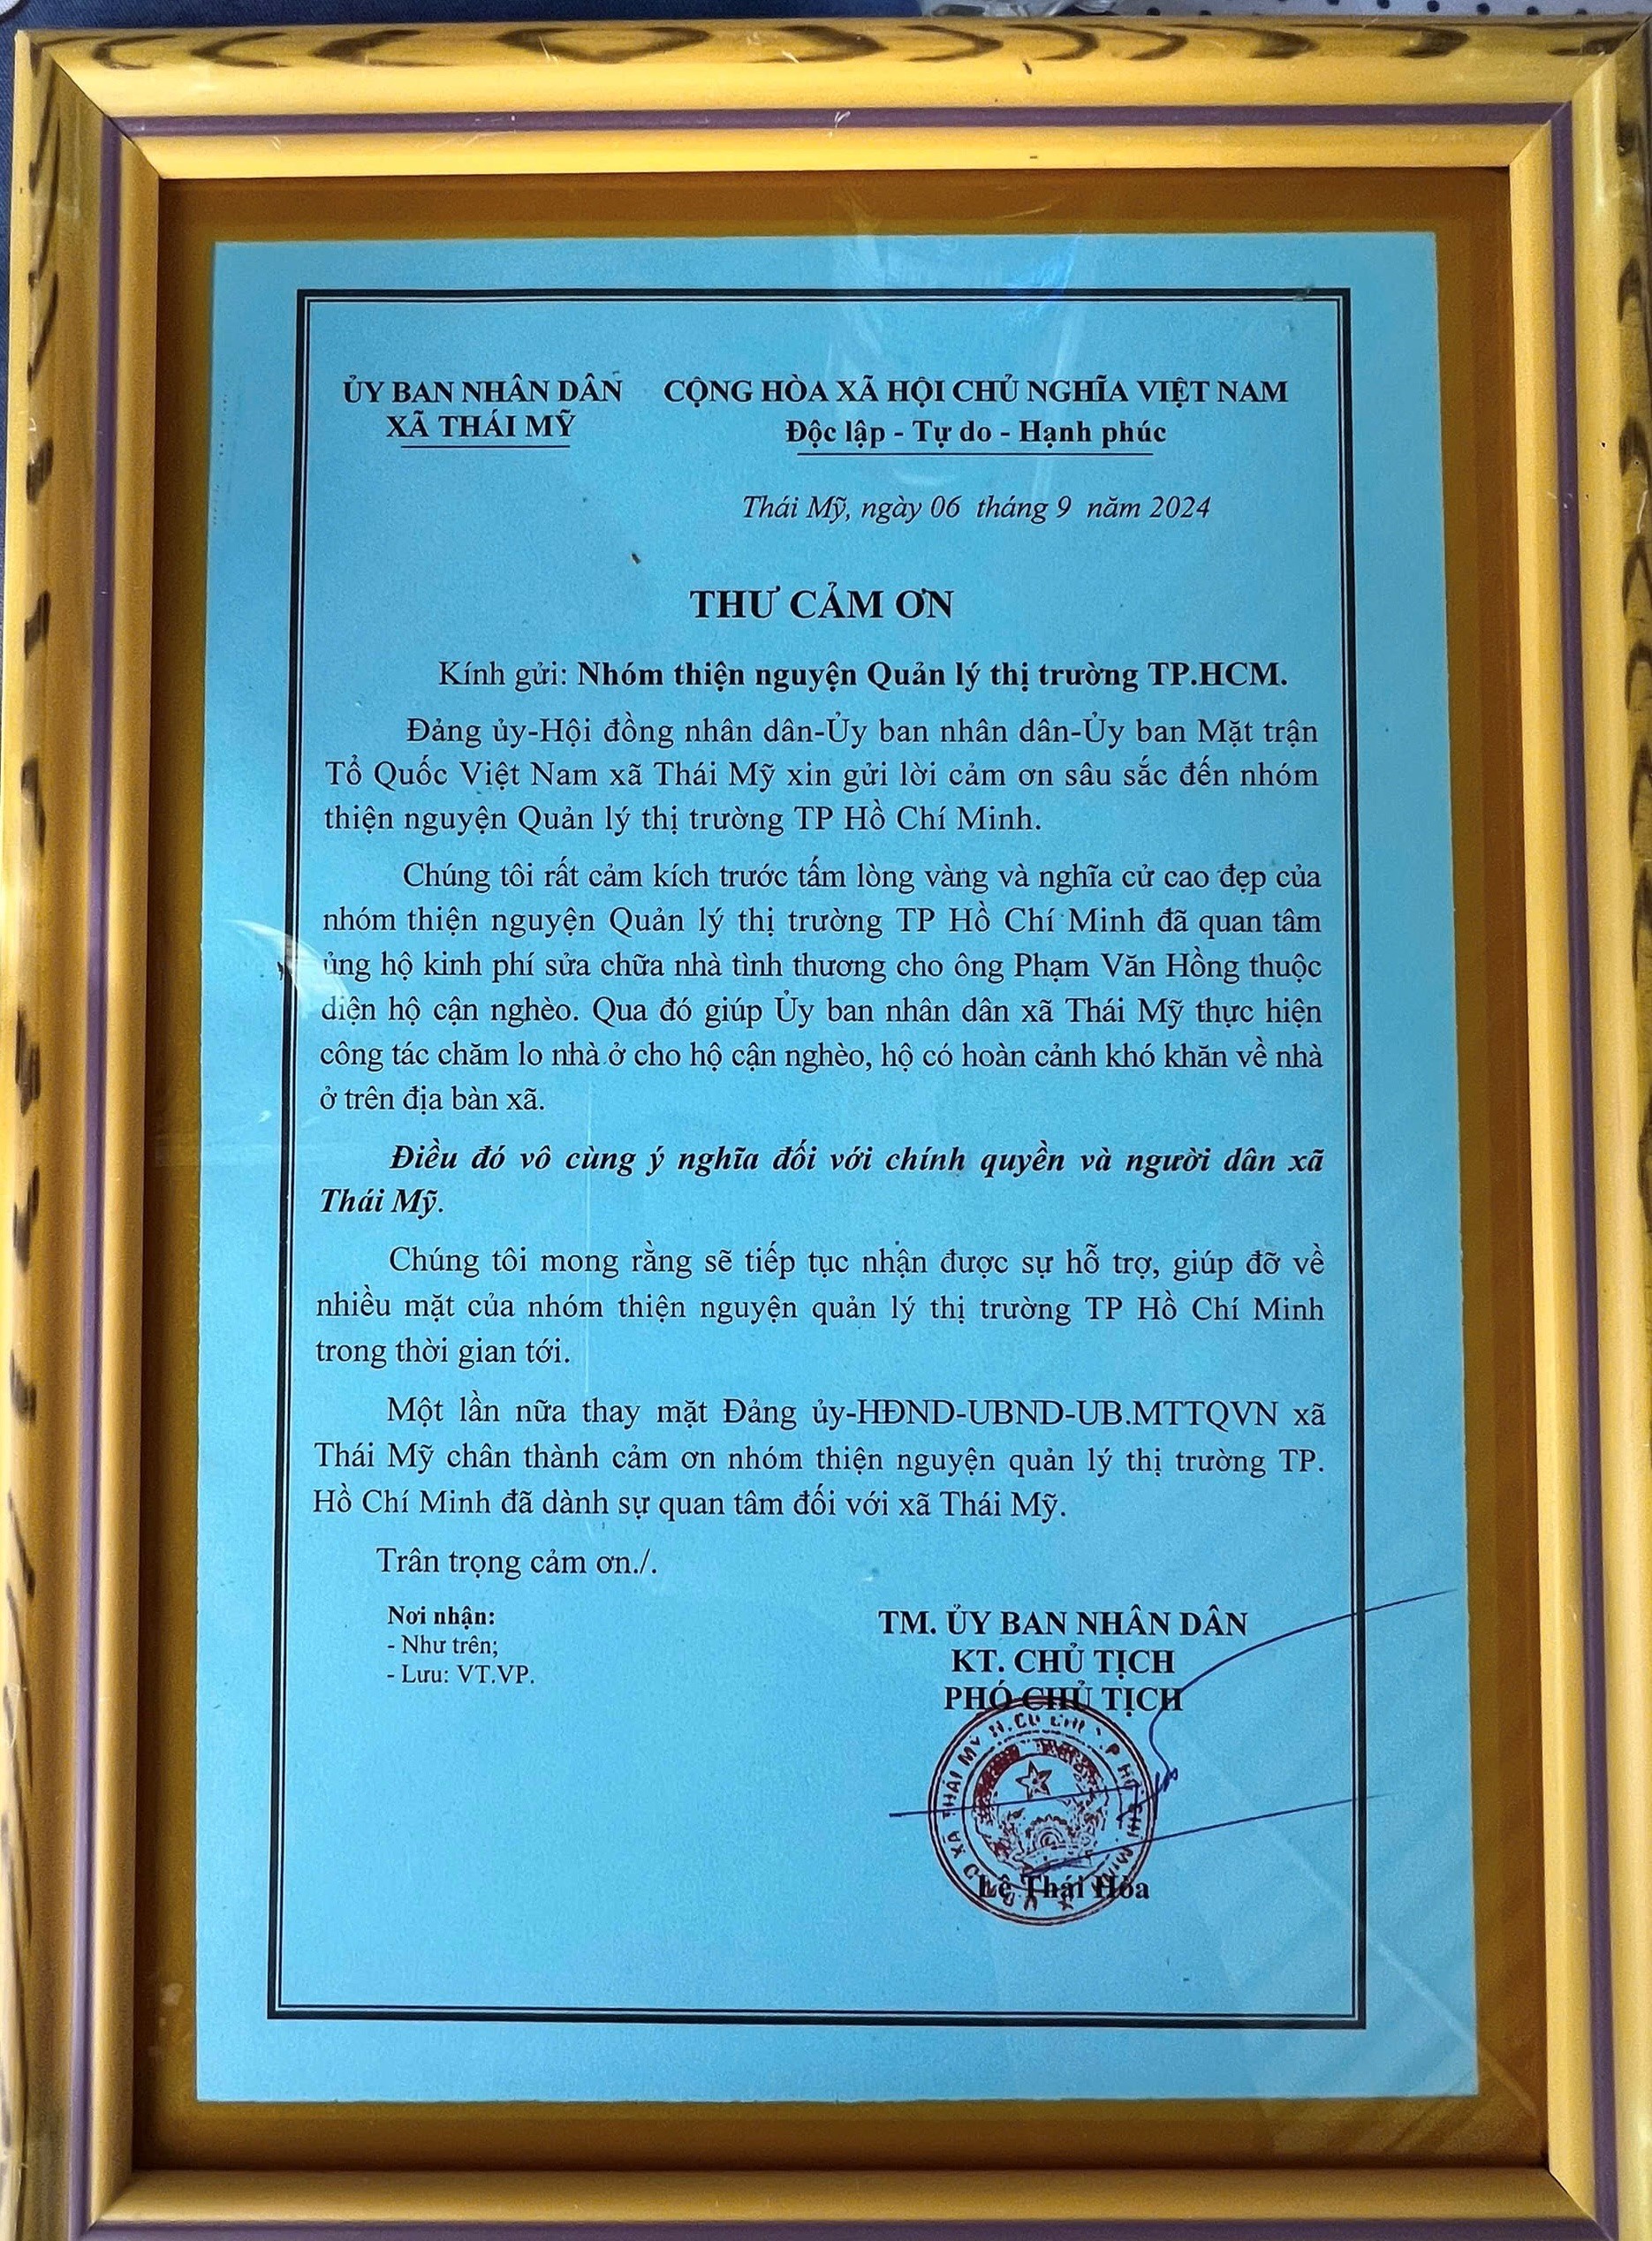 ỦY BAN NHÂN DÂN
XÃ THÁI MỸ
CỘNG HÒA XÃ HỘI CHỦ NGHĨA VIỆT NAM
Độc lập - Tự do - Hạnh phúc
Thái Mỹ, ngày 06 tháng 9 năm 2024
THƯ CẢM ƠN
Kính gửi: Nhóm thiện nguyện Quản lý thị trường TP.HCM.
Đảng ủy-Hội đồng nhân dân-Ủy ban nhân dân-Ủy ban Mặt trận
Tổ Quốc Việt Nam xã Thái Mỹ xin gửi lời cảm ơn sâu sắc đến nhóm
thiện nguyện Quản lý thị trường TP Hồ Chí Minh.
Chúng tôi rất cảm kích trước tấm lòng vàng và nghĩa cử cao đẹp của
nhóm thiện nguyện Quản lý thị trường TP Hồ Chí Minh đã quan tâm
ủng hộ kinh phí sửa chữa nhà tình thương cho ông Phạm Văn Hồng thuộc
diện hộ cận nghèo. Qua đó giúp Ủy ban nhân dân xã Thái Mỹ thực hiện
công tác chăm lo nhà ở cho hộ cận nghèo, hộ có hoàn cảnh khó khăn về nhà
ở trên địa bàn xã.
Điều đó vô cùng ý nghĩa đối với chính quyền và người dân xã
Thái Mỹ.
Chúng tôi mong rằng sẽ tiếp tục nhận được sự hỗ trợ, giúp đỡ về
nhiều mặt của nhóm thiện nguyện quản lý thị trường TP Hồ Chí Minh
trong thời gian tới.
Một lần nữa thay mặt Đảng ủy-HĐND-UBND-UB.MTTQVN xã
Thái Mỹ chân thành cảm ơn nhóm thiện nguyện quản lý thị trường TP.
Hồ Chí Minh đã dành sự quan tâm đối với xã Thái Mỹ.
Trân trọng cảm ơn./.
Nơi nhận:
- Như trên;
- Lưu: VT.VP.
TM. ỦY BAN NHÂN DÂN
KT. CHỦ TỊCH
PHÓ CHỦ TỊCH
XÃ THÁI MỸ H. CỦ CHI T.P HỒ CHÍ MINH
Lê Thái Hòa